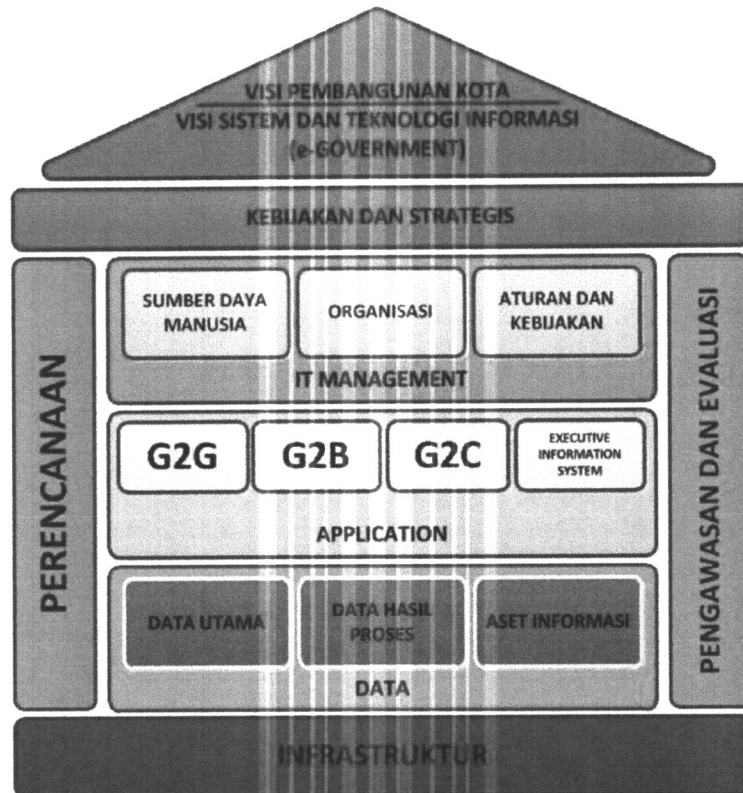 VISI PEMBANGUNAN KOTA
VISI SISTEM DAN TEKNOLOGI INFORMASI
(e-GOVERNMENT)
KEBIJAKAN DAN STRATEGIS
PERENCANAAN
SUMBER DAYA
MANUSIA
ORGANISASI
ATURAN DAN
KEBIJAKAN
IT MANAGEMENT
G2G
G2B
G2C
EXECUTIVE
INFORMATION
SYSTEM
APPLICATION
DATA UTAMA
DATA HASIL
PROSES
ASET INFORMASI
DATA
PENGAWASAN DAN EVALUASI
INFRASTRUKTUR